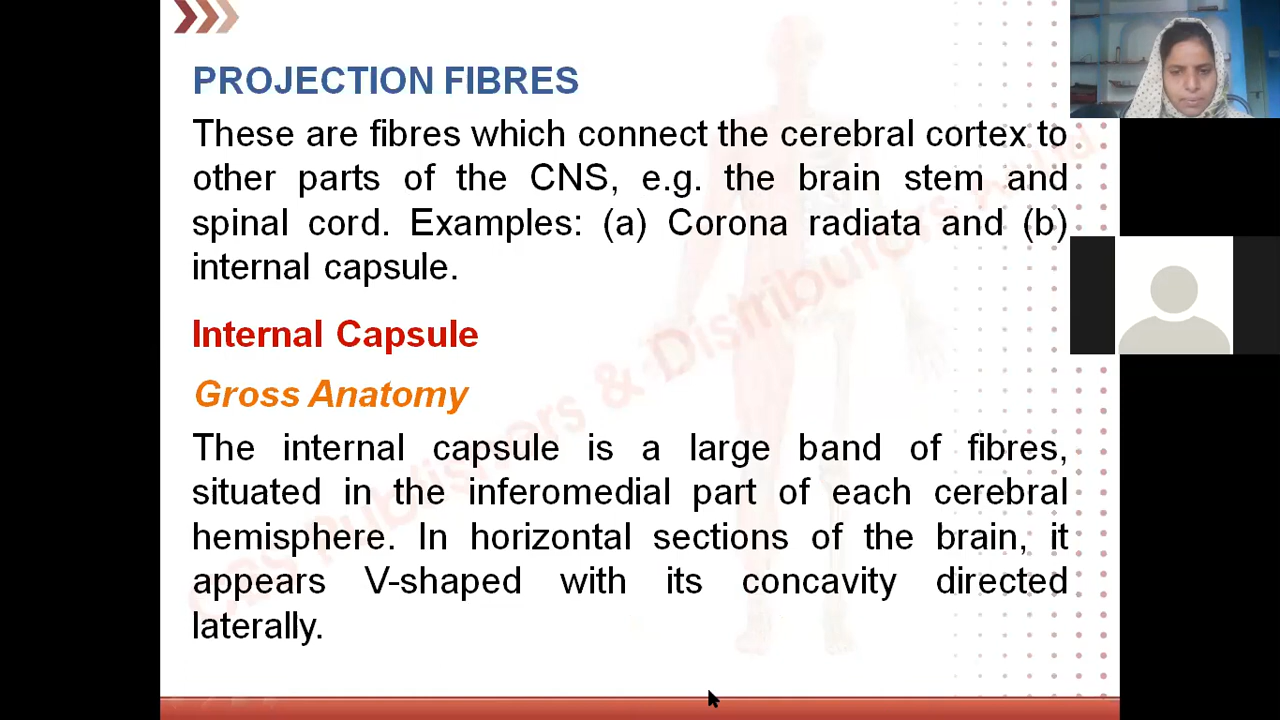 PROJECTION FIBRES
These are fibres which connect the cerebral cortex to
other parts of the CNS, e.g. the brain stem and
spinal cord. Examples: (a) Corona radiata and (b)
internal capsule.
Internal Capsule
Gross Anatomy
The internal capsule is a large band of fibres,
situated in the inferomedial part of each cerebral
hemisphere. In horizontal sections of the brain, it
appears V-shaped with its concavity directed
laterally.
CBS Publishers & Distributors